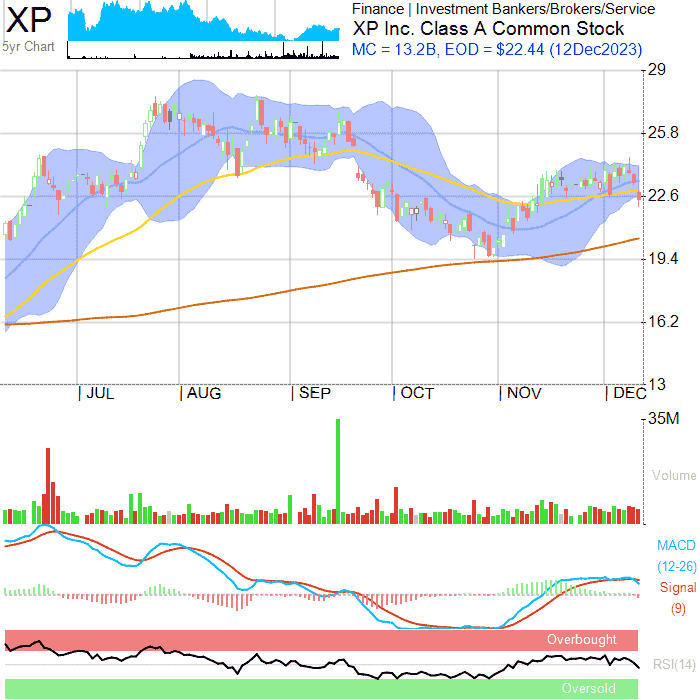 XP
5yr Chart
Finance | Investment Bankers/Brokers/Service
XP Inc. Class A Common Stock
MC = 13.2B, EOD = $22.44 (12Dec2023)
29
25.8
22.6
19.4
16.2
13
| JUL | AUG | SEP | OCT | NOV | DEC
35M
Volume
MACD
(12-26)
Signal
(9)
Overbought
RSI(14)
Oversold